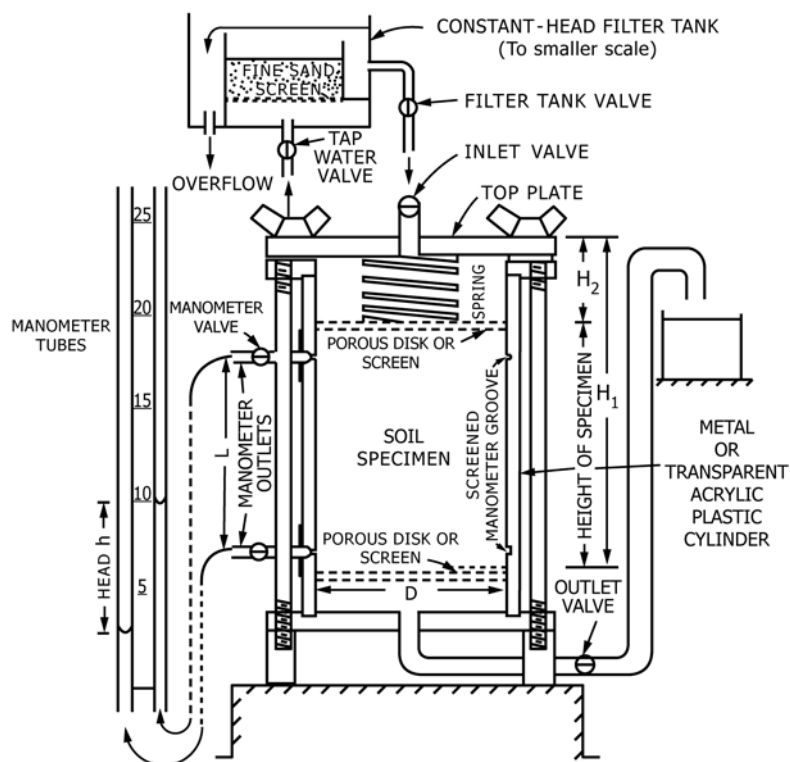 CONSTANT-HEAD FILTER TANK
(To smaller scale)
FINE SAND
SCREEN
FILTER TANK VALVE
TAP
WATER
VALVE
INLET VALVE
OVERFLOW
TOP PLATE
25
20
15
10
5
MANOMETER
TUBES
MANOMETER
VALVE
SPRING
H2
POROUS DISK OR
SCREEN
L
MANOMETER
OUTLETS
SOIL
SPECIMEN
SCREENED
MANOMETER GROOVE
HEIGHT OF SPECIMEN
H1
METAL
OR
TRANSPARENT
ACRYLIC
PLASTIC
CYLINDER
HEAD h
POROUS DISK OR
SCREEN
D
OUTLET
VALVE